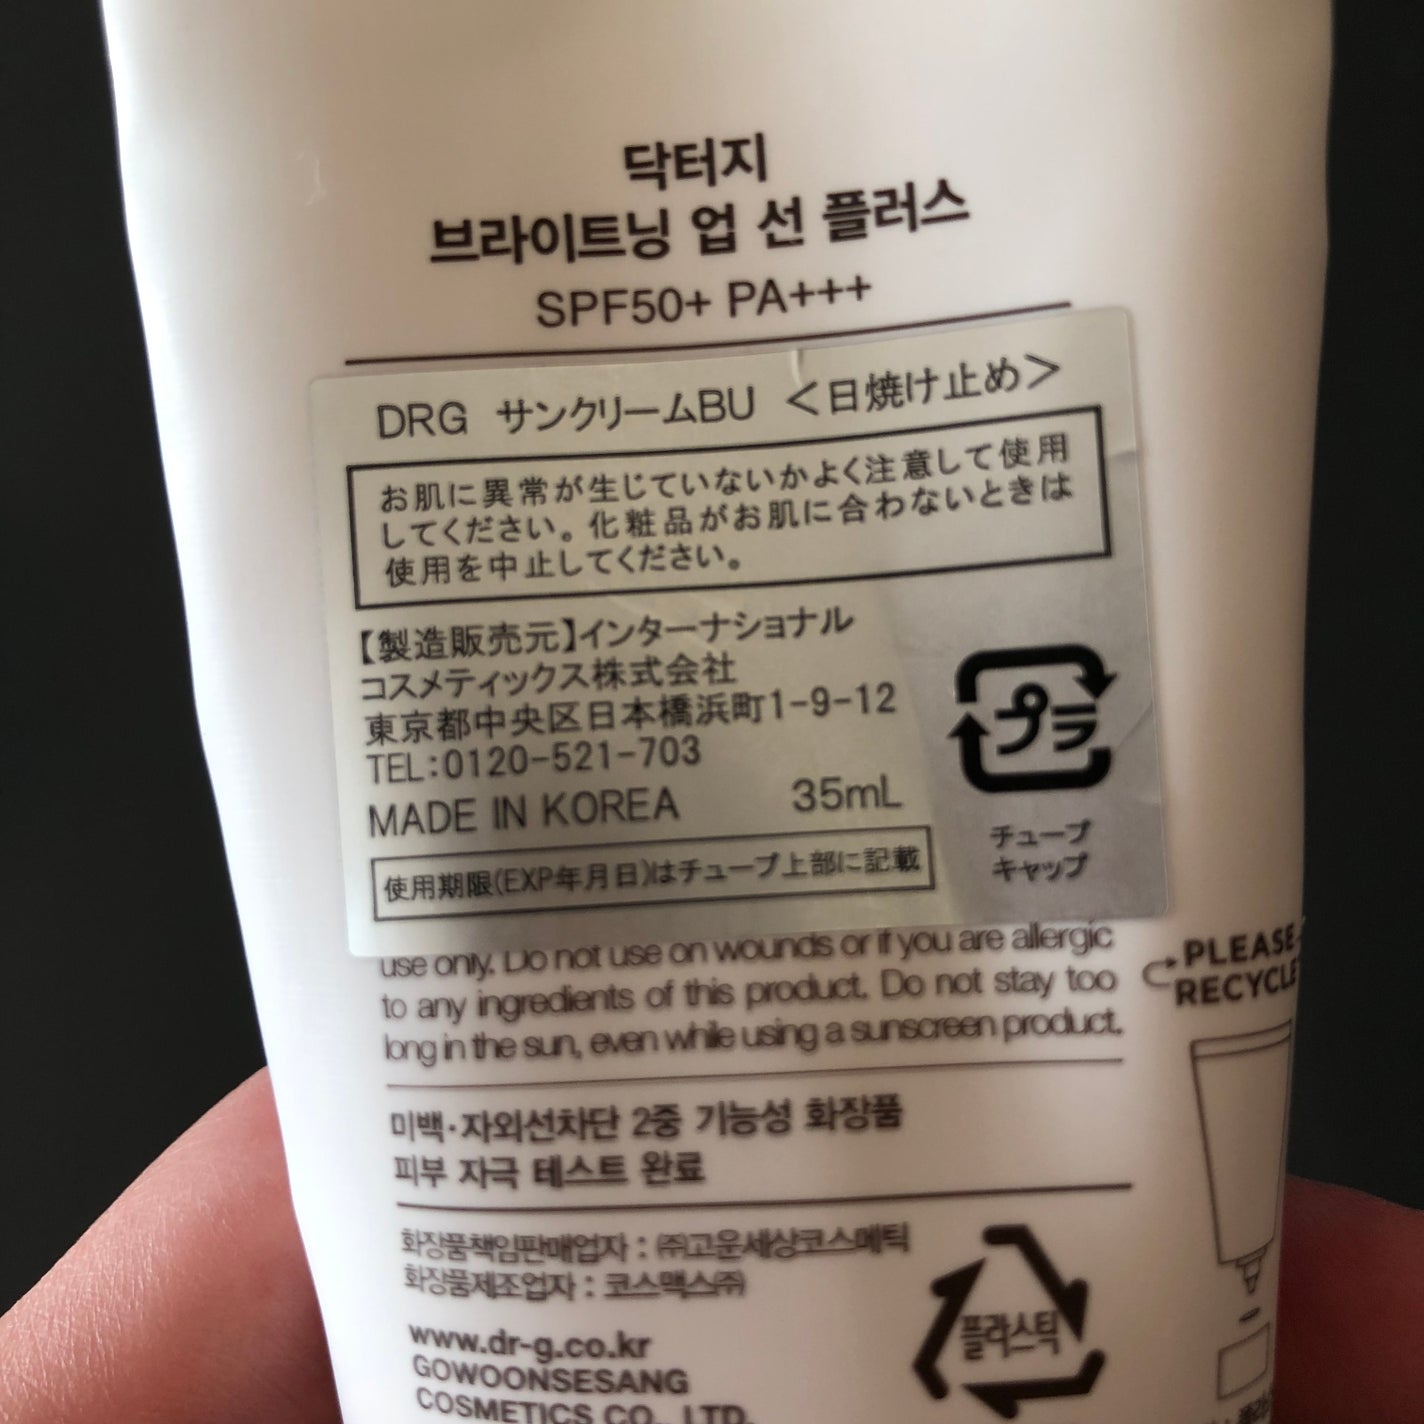 닥터지
브라이트닝 업 선 플러스
SPF50+ PA+++
DRG サンクリームBU <日焼け止め>
お肌に異常が生じていないかよく注意して使用
してください。化粧品がお肌に合わないときは
使用を中止してください。
【製造販売元】インターナショナル
コスメティックス株式会社
東京都中央区日本橋浜町1-9-12
TEL:0120-521-703
MADE IN KOREA 35mL
使用期限(EXP年月日)はチューブ上部に記載
プラ
チューブ
キャップ
use only. Do not use on wounds or if you are allergic
to any ingredients of this product. Do not stay too
long in the sun, even while using a sunscreen product.
PLEASE
RECYCLE
미백·자외선차단 2중 기능성 화장품
피부 자극 테스트 완료
화장품책임판매업자 : ㈜고운세상코스메틱
화장품제조업자 : 코스맥스㈜
플라스틱
www.dr-g.co.kr
GOWOONSESANG
COSMETICS CO., LTD.